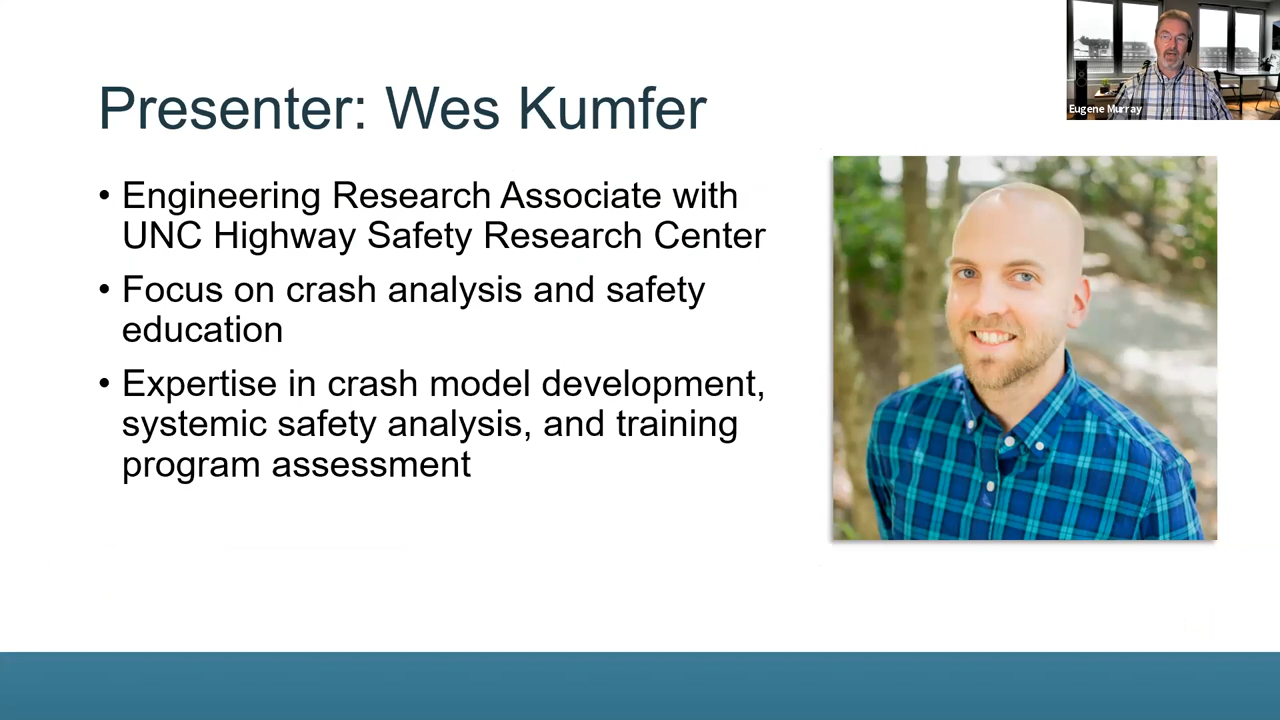 Presenter: Wes Kumfer
Eugene Murray
• Engineering Research Associate with
UNC Highway Safety Research Center
• Focus on crash analysis and safety
education
• Expertise in crash model development,
systemic safety analysis, and training
program assessment